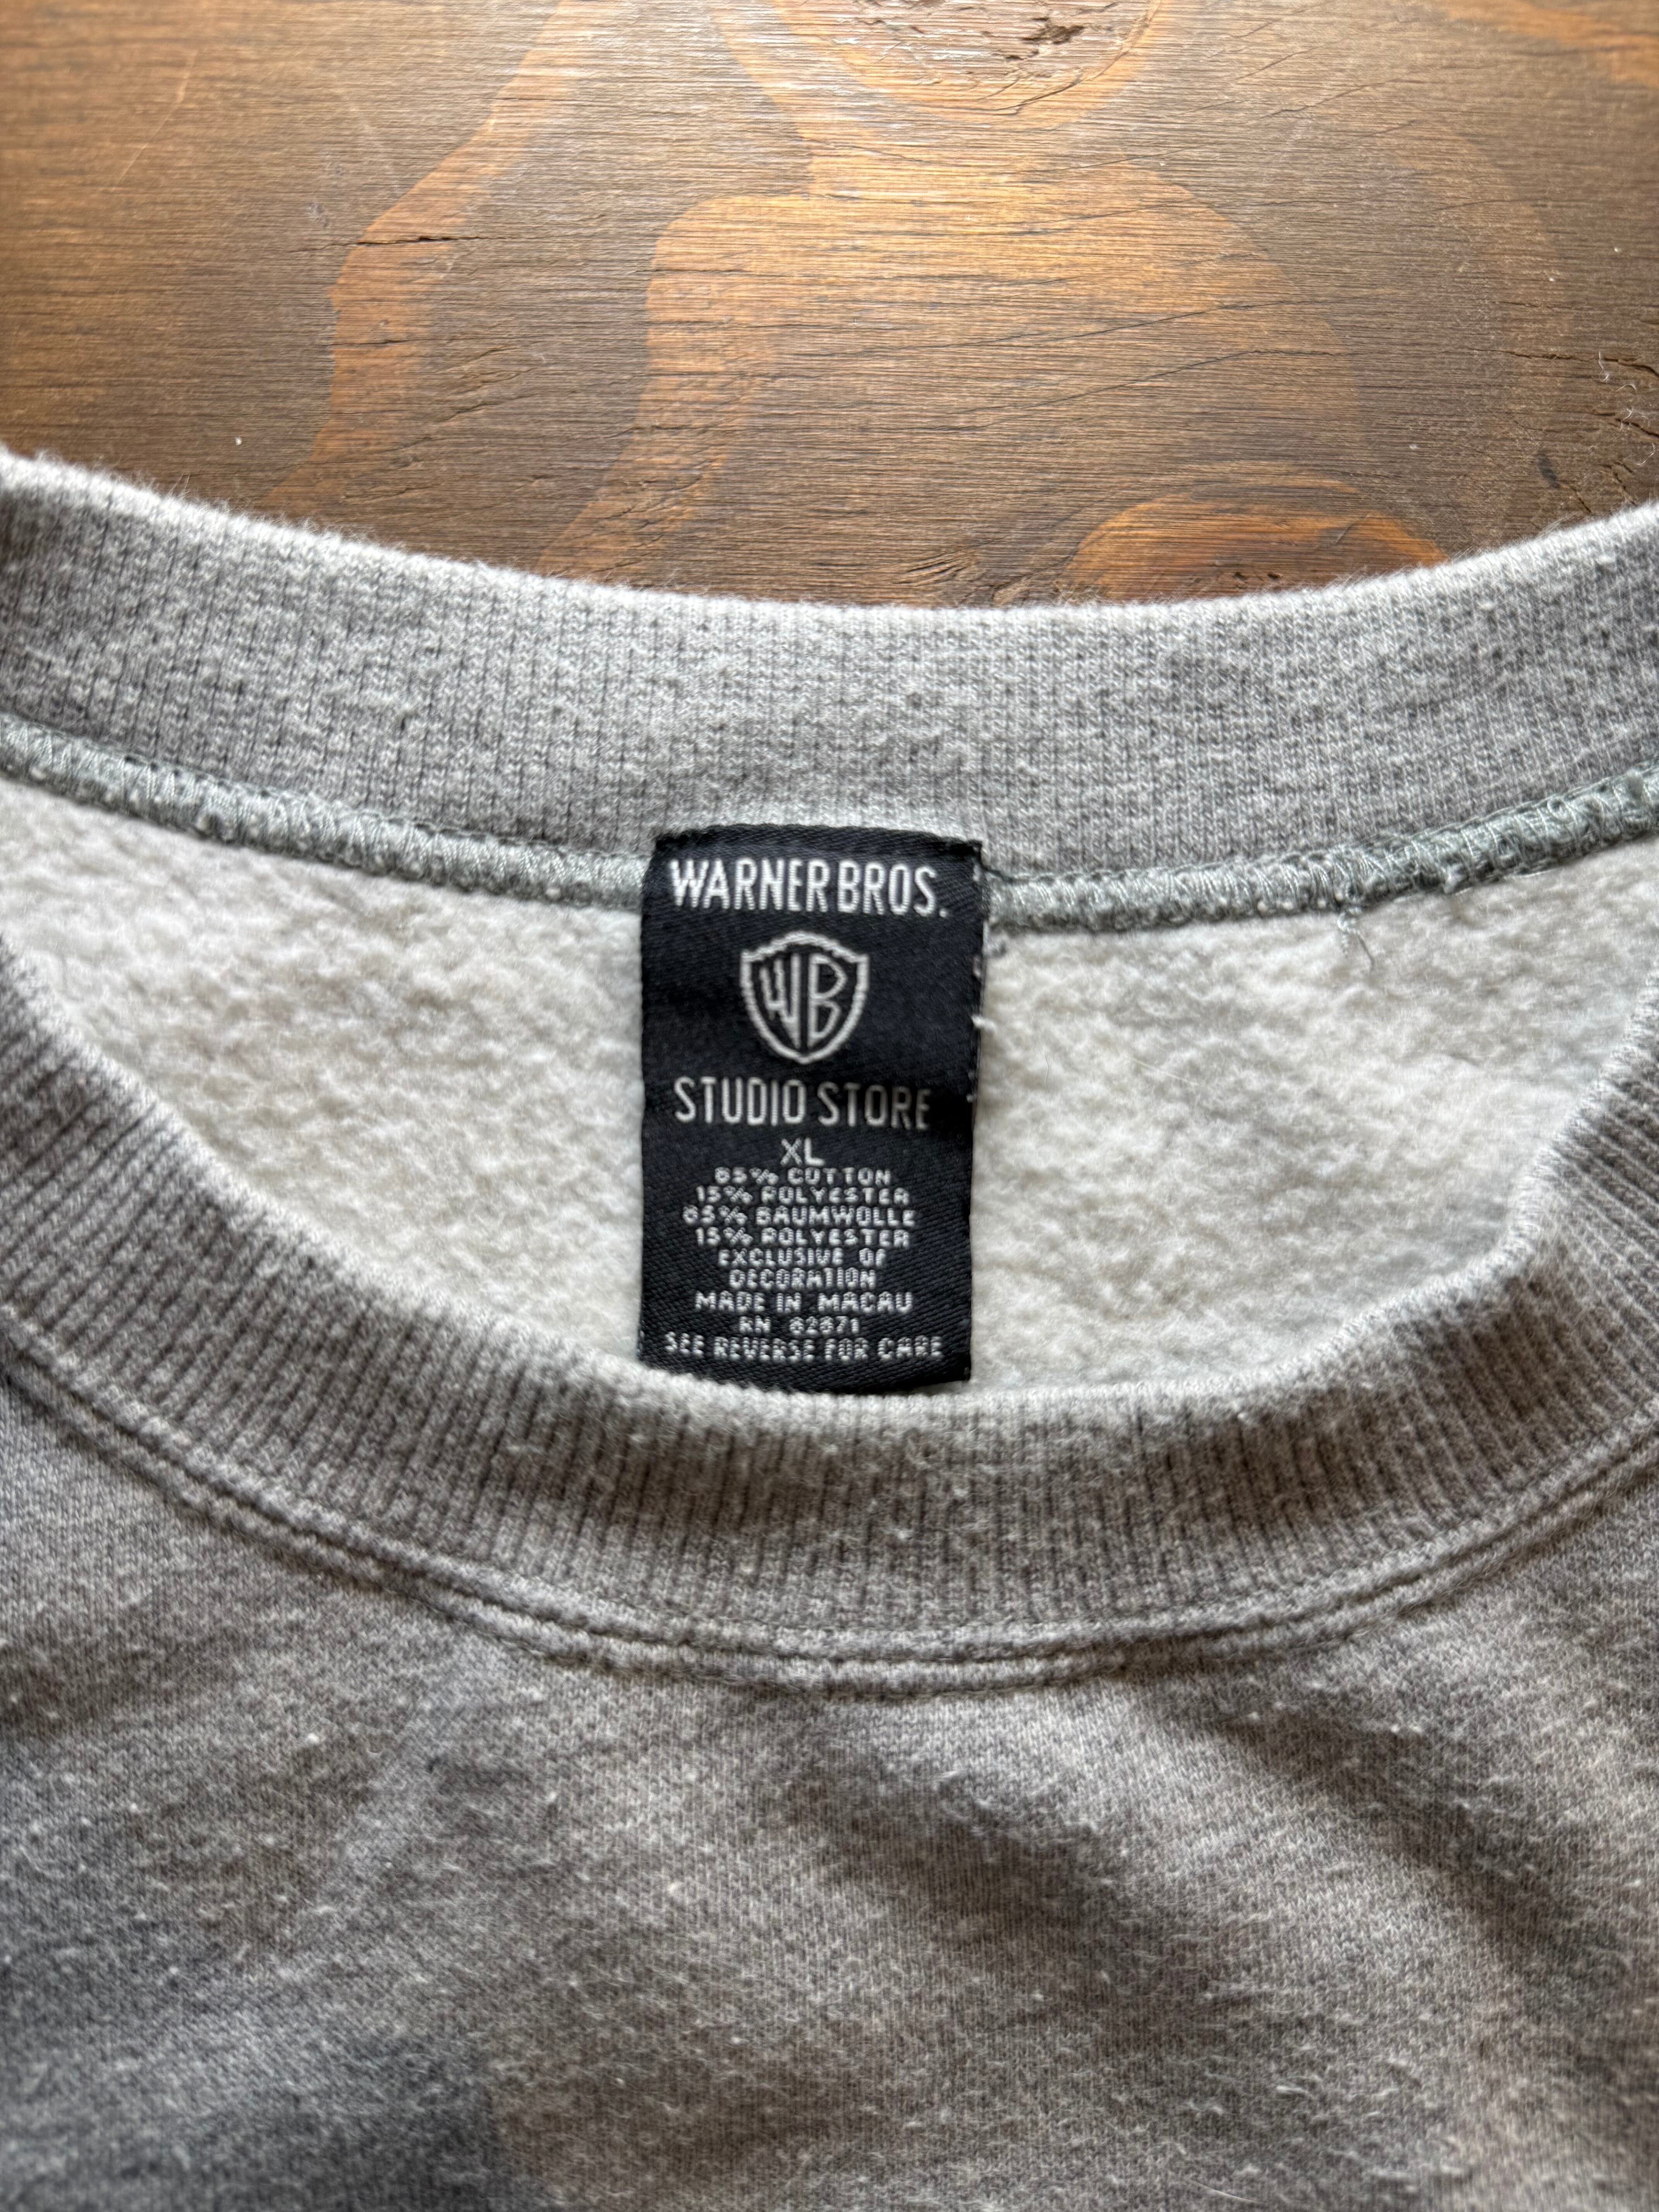 WARNER BROS.
WB
STUDIO STORE
XL
85% COTTON
15% POLYESTER
85% BAUMWOLLE
15% POLYESTER
EXCLUSIVE OF
DECORATION
MADE IN MACAU
RN 62671
SEE REVERSE FOR CARE